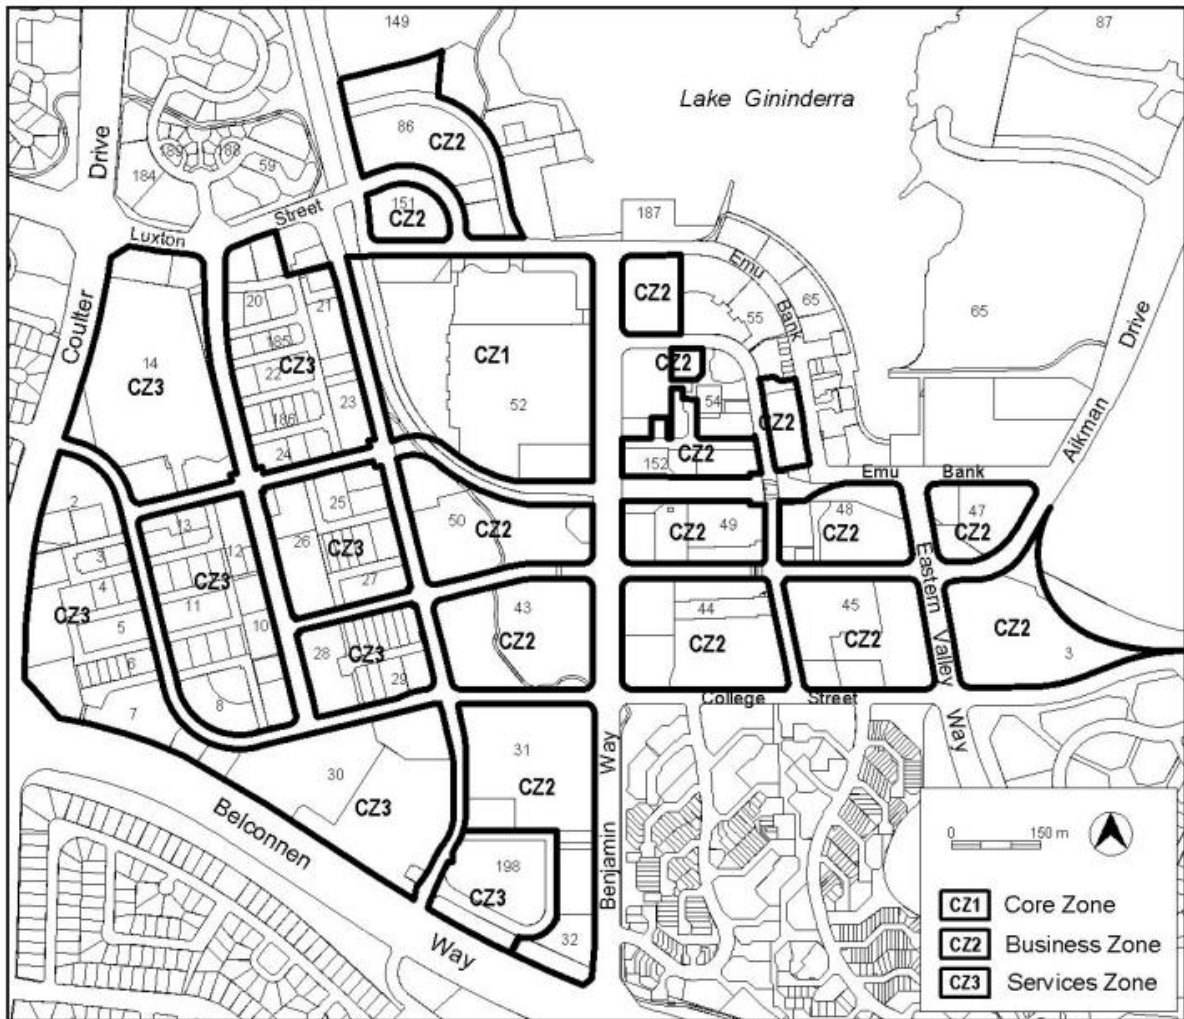 149
87
Lake Ginninderra
86
CZ2
189
188
59
184
Drive
151
CZ2
187
Street
Luxton
Emu
Bank
20
21
CZ2
65
55
65
Coulter
14
CZ3
185
CZ3
22
23
186
24
CZ1
52
CZ2
54
CZ2
CZ2
152
Drive
Aikman
4
Emu Bank
2
13
12
25
26
CZ3
27
50
CZ2
CZ2
49
48
CZ2
47
CZ2
3
4
CZ3
5
6
7
CZ3
11
10
8
28
CZ3
29
43
CZ2
44
CZ2
45
CZ2
Eastern
Valley
Way
CZ2
3
College Street
30
CZ3
31
CZ2
Benjamin
Way
Belconnen
Way
198
CZ3
32
0 150 m
CZ1 Core Zone
CZ2 Business Zone
CZ3 Services Zone